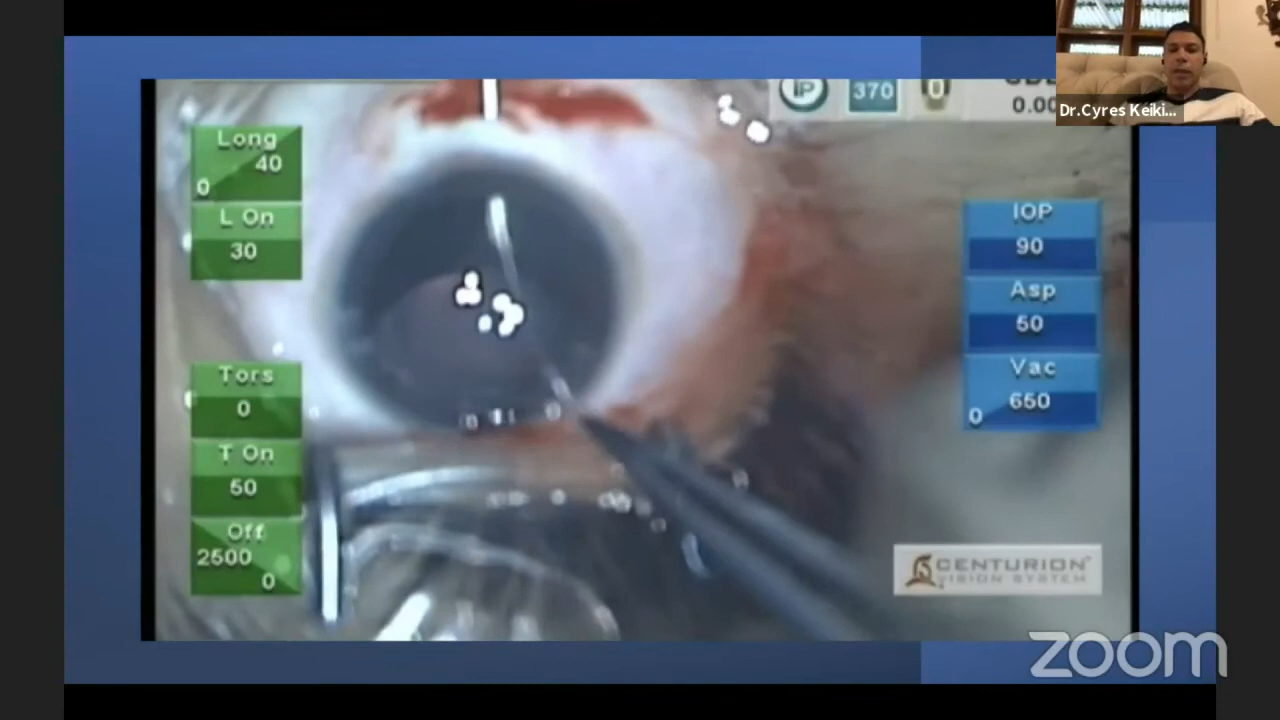 IP
370
0
0.00
Dr.Cyres Keiki...
Long
40
0
L On
30
Tors
0
T On
50
Off
2500
0
IOP
90
Asp
50
Vac
650
0
CENTURION™
VISION SYSTEM
zoom